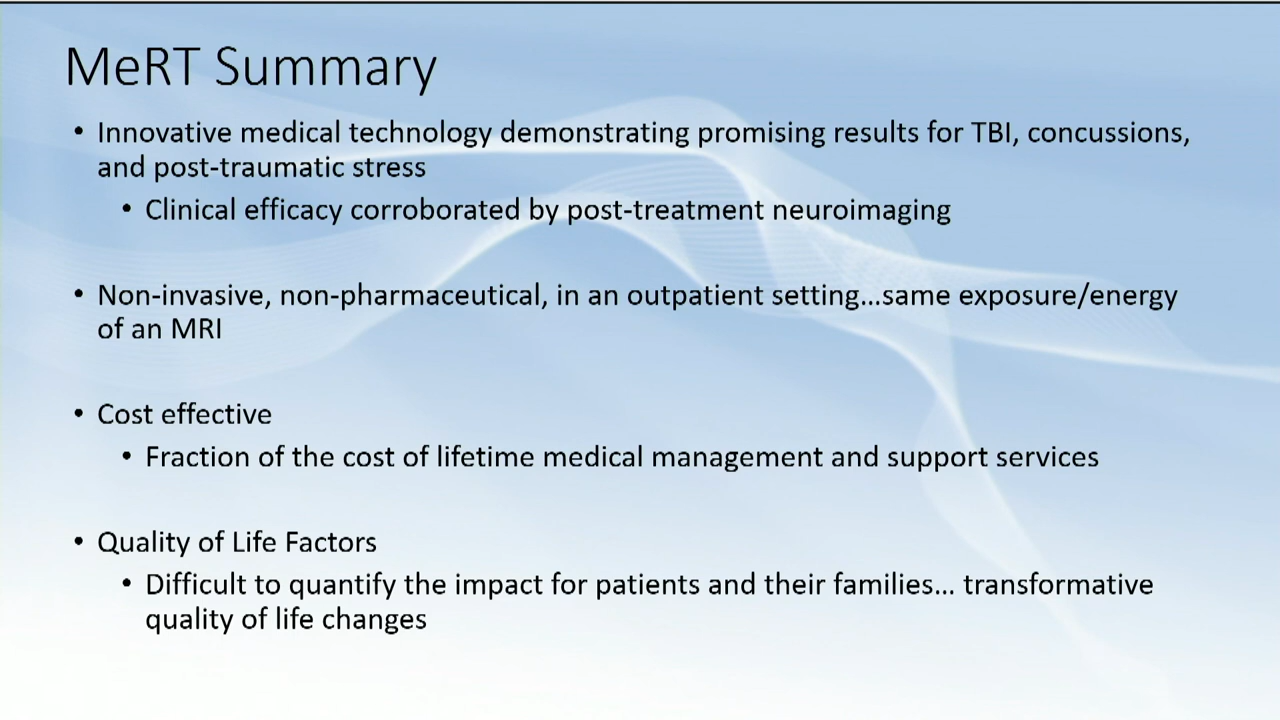 MeRT Summary
• Innovative medical technology demonstrating promising results for TBI, concussions,
and post-traumatic stress
• Clinical efficacy corroborated by post-treatment neuroimaging
• Non-invasive, non-pharmaceutical, in an outpatient setting...same exposure/energy
of an MRI
• Cost effective
• Fraction of the cost of lifetime medical management and support services
• Quality of Life Factors
• Difficult to quantify the impact for patients and their families... transformative
quality of life changes